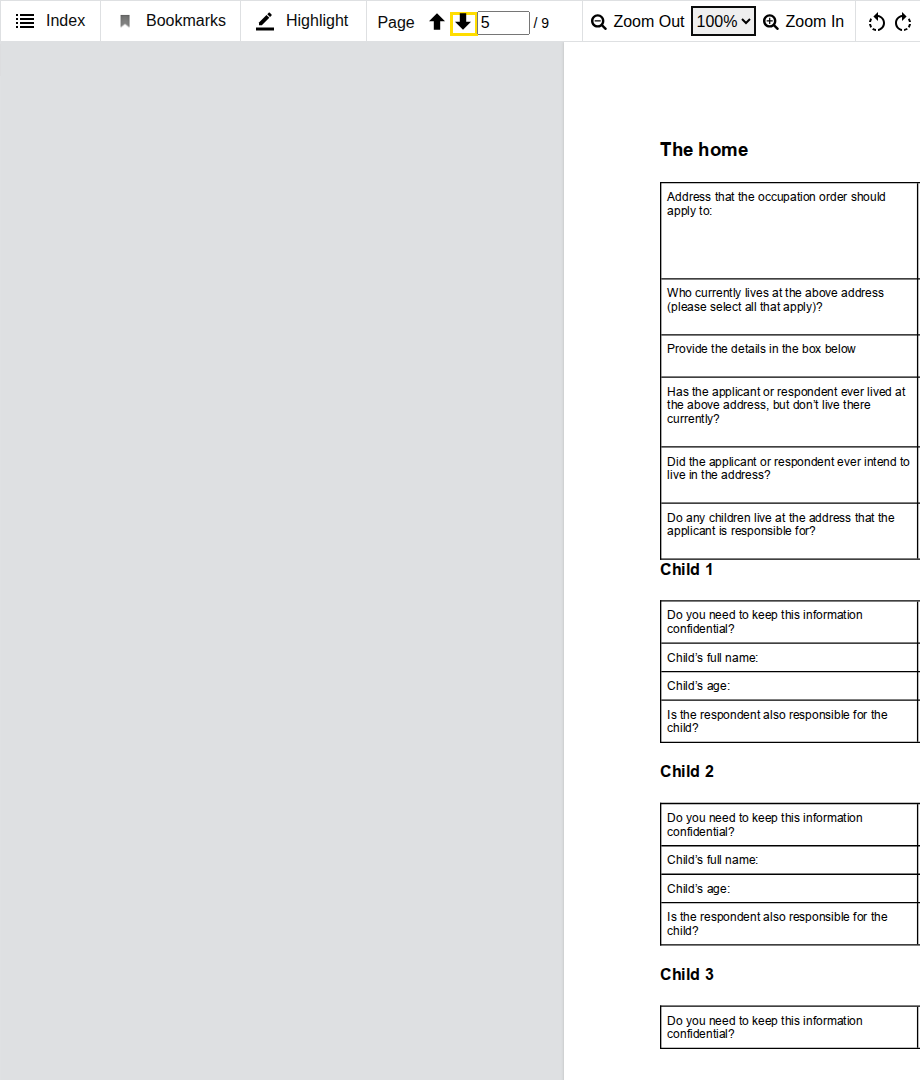 Index Bookmarks Highlight Page 5 / 9 Zoom Out 100% Zoom In
The home
Address that the occupation order should
apply to:
Who currently lives at the above address
(please select all that apply)?
Provide the details in the box below
Has the applicant or respondent ever lived at
the above address, but don't live there
currently?
Did the applicant or respondent ever intend to
live in the address?
Do any children live at the address that the
applicant is responsible for?
Child 1
Do you need to keep this information
confidential?
Child's full name:
Child's age:
Is the respondent also responsible for the
child?
Child 2
Do you need to keep this information
confidential?
Child's full name:
Child's age:
Is the respondent also responsible for the
child?
Child 3
Do you need to keep this information
confidential?